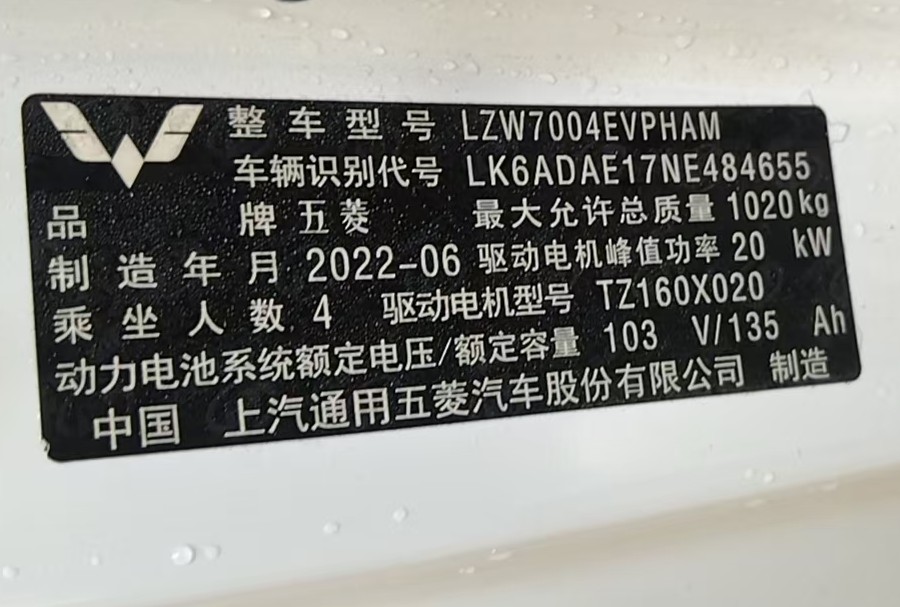 整车型号 LZW7004EVPHAM
车辆识别代号 LK6ADAE17NE484655
品牌 五菱 最大允许总质量 1020kg
制造年月 2022-06 驱动电机峰值功率 20 kW
乘坐人数 4 驱动电机型号 TZ160X020
动力电池系统额定电压/额定容量 103 V/135 Ah
中国 上汽通用五菱汽车股份有限公司 制造